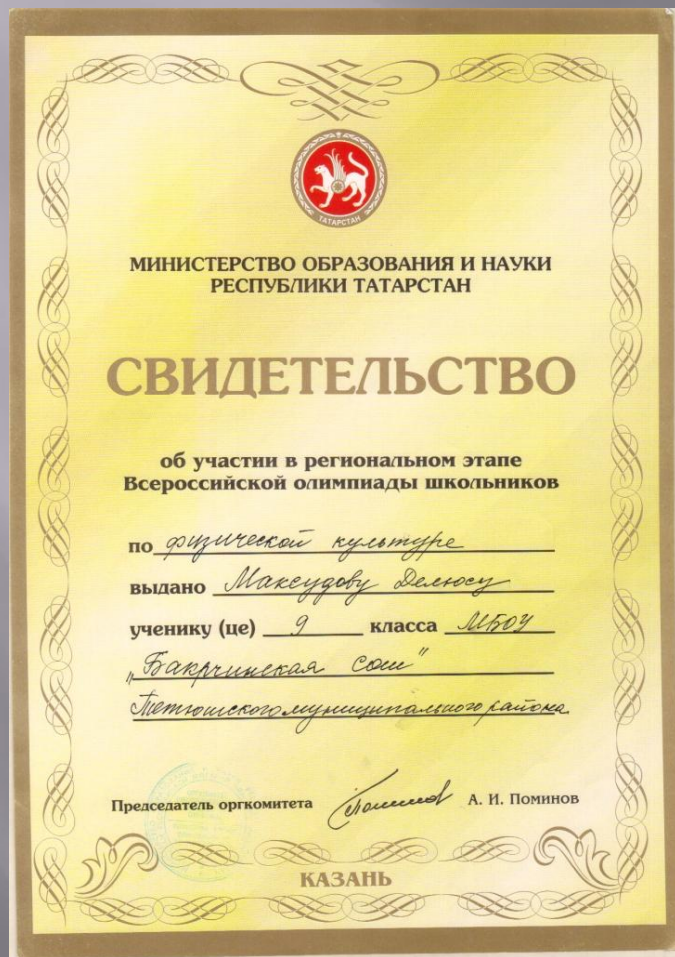 ТАТАРСТАН
МИНИСТЕРСТВО ОБРАЗОВАНИЯ И НАУКИ
РЕСПУБЛИКИ ТАТАРСТАН
СВИДЕТЕЛЬСТВО
об участии в региональном этапе
Всероссийской олимпиады школьников
по физической культуре
выдано Максудову Делюсу
ученику (це) 9 класса МБОУ
"Бакрчинская сош"
Тетюшского муниципального района
Председатель оргкомитета А. И. Поминов
КАЗАНЬ